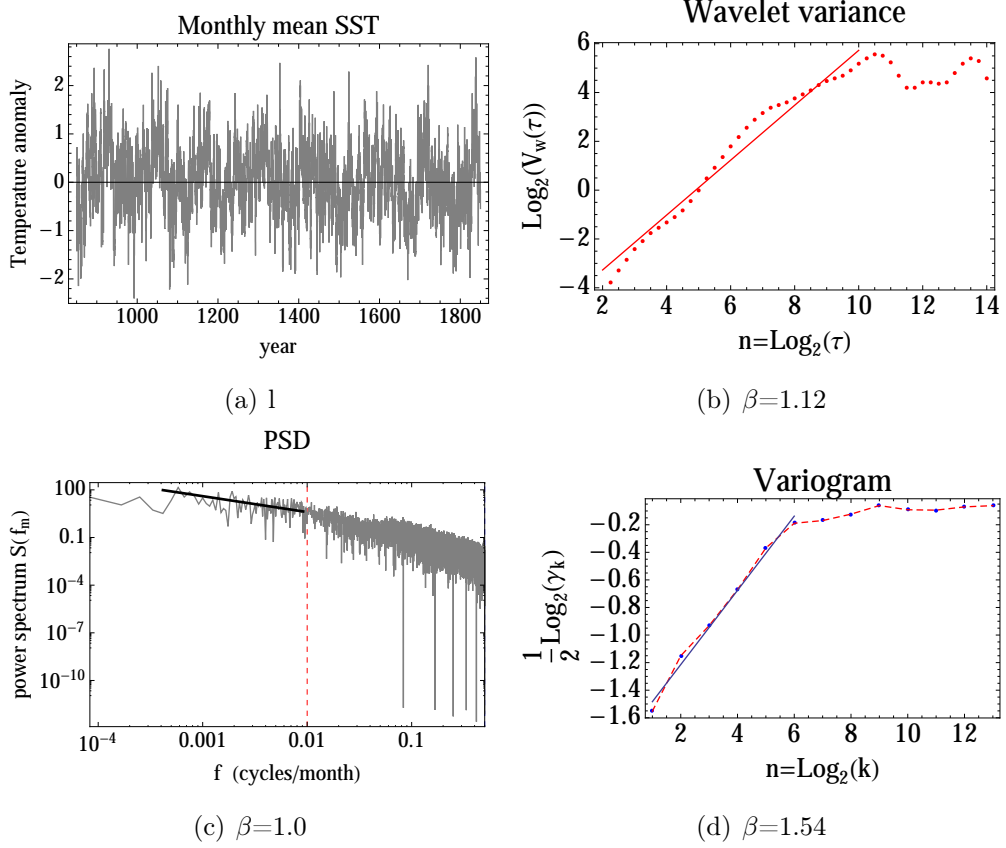 Monthly mean SST
Temperature anomaly
2
1
0
−1
−2
1000 1200 1400 1600 1800
year
(a) l
Wavelet variance
Log₂(V_w(τ))
6
4
2
0
−2
−4
2 4 6 8 10 12 14
n=Log₂(τ)
(b) β=1.12
PSD
power spectrum S(f_m)
100
0.1
10⁻⁴
10⁻⁷
10⁻¹⁰
10⁻⁴ 0.001 0.01 0.1
f (cycles/month)
(c) β=1.0
Variogram
1/2 Log₂(γ_k)
−0.2
−0.4
−0.6
−0.8
−1.0
−1.2
−1.4
−1.6
2 4 6 8 10 12
n=Log₂(k)
(d) β=1.54